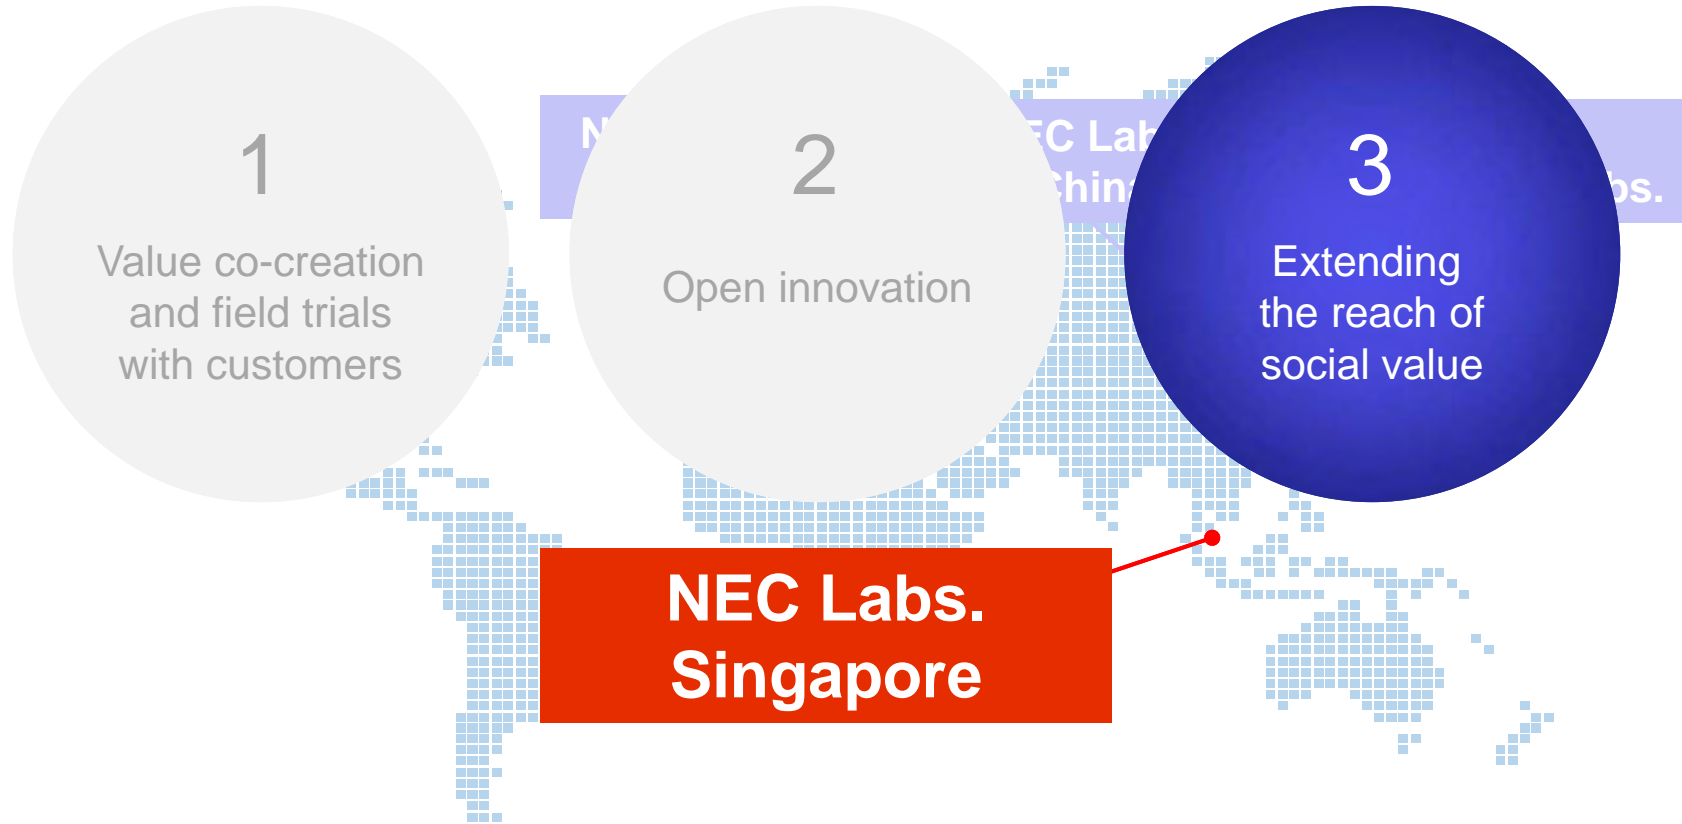 1
Value co-creation
and field trials
with customers
2
Open innovation
3
Extending
the reach of
social value
NEC Labs.
Singapore